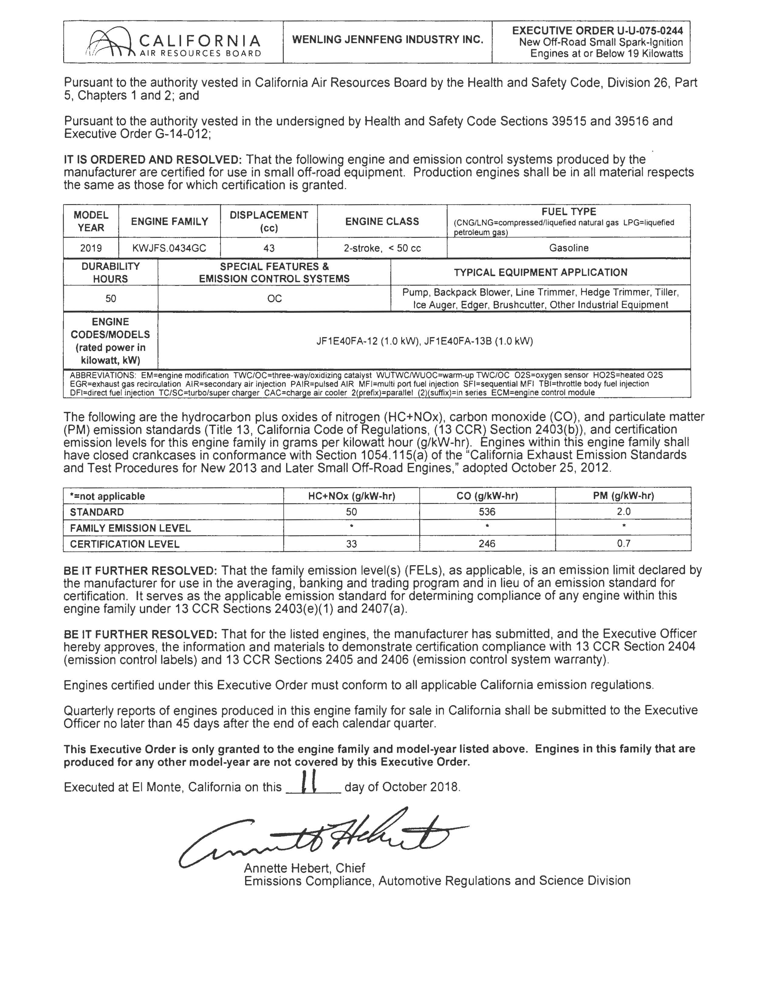 CALIFORNIA
AIR RESOURCES BOARD
WENLING JENNFENG INDUSTRY INC.
EXECUTIVE ORDER U-U-075-0244
New Off-Road Small Spark-Ignition
Engines at or Below 19 Kilowatts
Pursuant to the authority vested in California Air Resources Board by the Health and Safety Code, Division 26, Part
5, Chapters 1 and 2; and
Pursuant to the authority vested in the undersigned by Health and Safety Code Sections 39515 and 39516 and
Executive Order G-14-012;
IT IS ORDERED AND RESOLVED: That the following engine and emission control systems produced by the
manufacturer are certified for use in small off-road equipment. Production engines shall be in all material respects
the same as those for which certification is granted.
MODEL
YEAR
ENGINE FAMILY
DISPLACEMENT
(cc)
ENGINE CLASS
FUEL TYPE
(CNG/LNG=compressed/liquefied natural gas LPG=liquefied
petroleum gas)
2019 KWJFS.0434GC 43 2-stroke, < 50 cc Gasoline
DURABILITY
HOURS
SPECIAL FEATURES &
EMISSION CONTROL SYSTEMS
TYPICAL EQUIPMENT APPLICATION
50
OC
Pump, Backpack Blower, Line Trimmer, Hedge Trimmer, Tiller,
Ice Auger, Edger, Brushcutter, Other Industrial Equipment
ENGINE
CODES/MODELS
(rated power in
kilowatt, kW)
JF1E40FA-12 (1.0 kW), JF1E40FA-13B (1.0 kW)
ABBREVIATIONS: EM=engine modification TWC/OC=three-way/oxidizing catalyst WUTWC/WUOC=warm-up TWC/OC O2S=oxygen sensor HO2S=heated O2S
EGR=exhaust gas recirculation AIR=secondary air injection PAIR=pulsed AIR MFI=multi port fuel injection SFI=sequential MFI TBI=throttle body fuel injection
DFI=direct fuel injection TC/SC=turbo/super charger CAC=charge air cooler 2(prefix)=parallel (2)(suffix)=in series ECM=engine control module
The following are the hydrocarbon plus oxides of nitrogen (HC+NOx), carbon monoxide (CO), and particulate matter
(PM) emission standards (Title 13, California Code of Regulations, (13 CCR) Section 2403(b)), and certification
emission levels for this engine family in grams per kilowatt hour (g/kW-hr). Engines within this engine family shall
have closed crankcases in conformance with Section 1054.115(a) of the "California Exhaust Emission Standards
and Test Procedures for New 2013 and Later Small Off-Road Engines," adopted October 25, 2012.
*=not applicable HC+NOx (g/kW-hr) CO (g/kW-hr) PM (g/kW-hr)
STANDARD 50 536 2.0
FAMILY EMISSION LEVEL * * *
CERTIFICATION LEVEL 33 246 0.7
BE IT FURTHER RESOLVED: That the family emission level(s) (FELs), as applicable, is an emission limit declared by
the manufacturer for use in the averaging, banking and trading program and in lieu of an emission standard for
certification. It serves as the applicable emission standard for determining compliance of any engine within this
engine family under 13 CCR Sections 2403(e)(1) and 2407(a).
BE IT FURTHER RESOLVED: That for the listed engines, the manufacturer has submitted, and the Executive Officer
hereby approves, the information and materials to demonstrate certification compliance with 13 CCR Section 2404
(emission control labels) and 13 CCR Sections 2405 and 2406 (emission control system warranty).
Engines certified under this Executive Order must conform to all applicable California emission regulations.
Quarterly reports of engines produced in this engine family for sale in California shall be submitted to the Executive
Officer no later than 45 days after the end of each calendar quarter.
This Executive Order is only granted to the engine family and model-year listed above. Engines in this family that are
produced for any other model-year are not covered by this Executive Order.
Executed at El Monte, California on this 11 day of October 2018.
Annette Hebert
Annette Hebert, Chief
Emissions Compliance, Automotive Regulations and Science Division